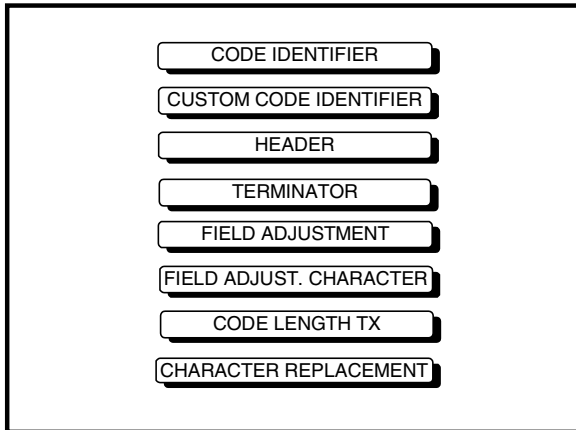 CODE IDENTIFIER
CUSTOM CODE IDENTIFIER
HEADER
TERMINATOR
FIELD ADJUSTMENT
FIELD ADJUST. CHARACTER
CODE LENGTH TX
CHARACTER REPLACEMENT